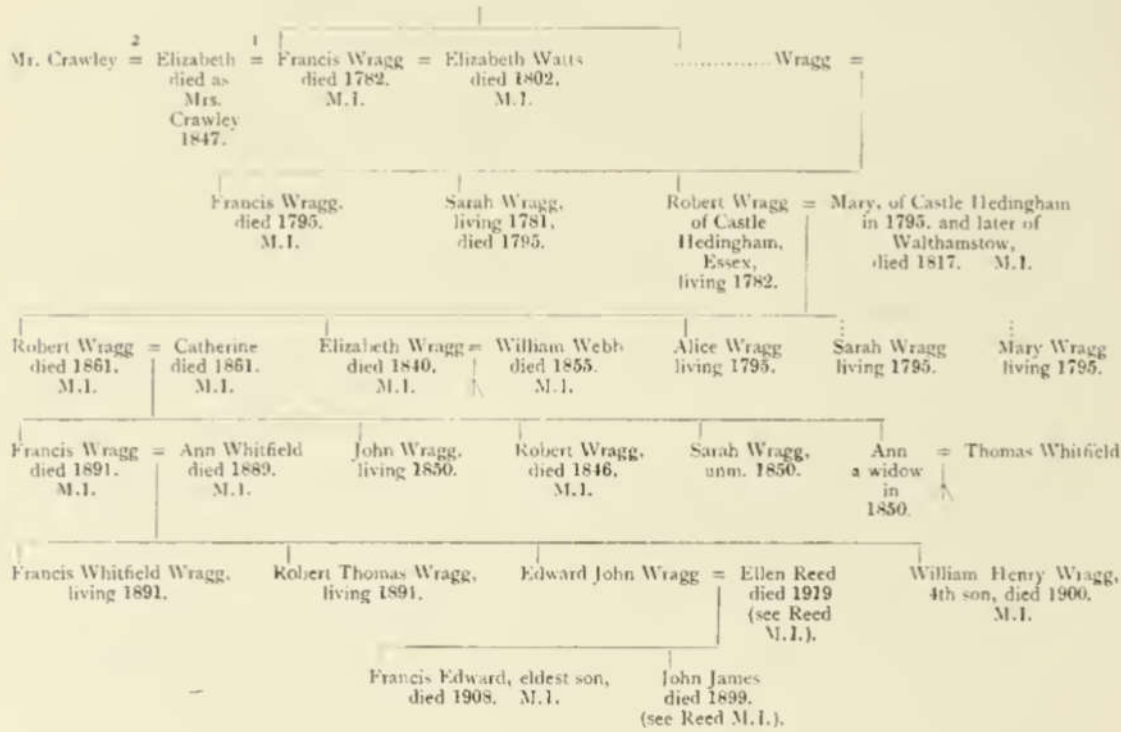 2 1
Mr. Crawley = Elizabeth = Francis Wragg = Elizabeth Watts .............. Wragg =
died as died 1782. died 1802.
Mrs. M.I. M.I.
Crawley
1847.
Francis Wragg, Sarah Wragg, Robert Wragg = Mary, of Castle Hedingham
died 1795. living 1781, of Castle in 1795, and later of
M.I. died 1795. Hedingham, Walthamstow,
Essex, died 1817. M.I.
living 1782.
Robert Wragg = Catherine Elizabeth Wragg = William Webb Alice Wragg Sarah Wragg Mary Wragg
died 1861. died 1861. died 1840. died 1855. living 1795. living 1795. living 1795.
M.I. M.I. M.I. M.I.
Francis Wragg = Ann Whitfield John Wragg, Robert Wragg, Sarah Wragg, Ann = Thomas Whitfield
died 1891. died 1889. living 1850. died 1846. unm. 1850. a widow
M.I. M.I. M.I. in
1850.
Francis Whitfield Wragg, Robert Thomas Wragg, Edward John Wragg = Ellen Reed William Henry Wragg,
living 1891. living 1891. died 1919 4th son, died 1900.
(see Reed M.I.
M.I.).
Francis Edward, eldest son, John James
died 1908. M.I. died 1899.
(see Reed M.I.).